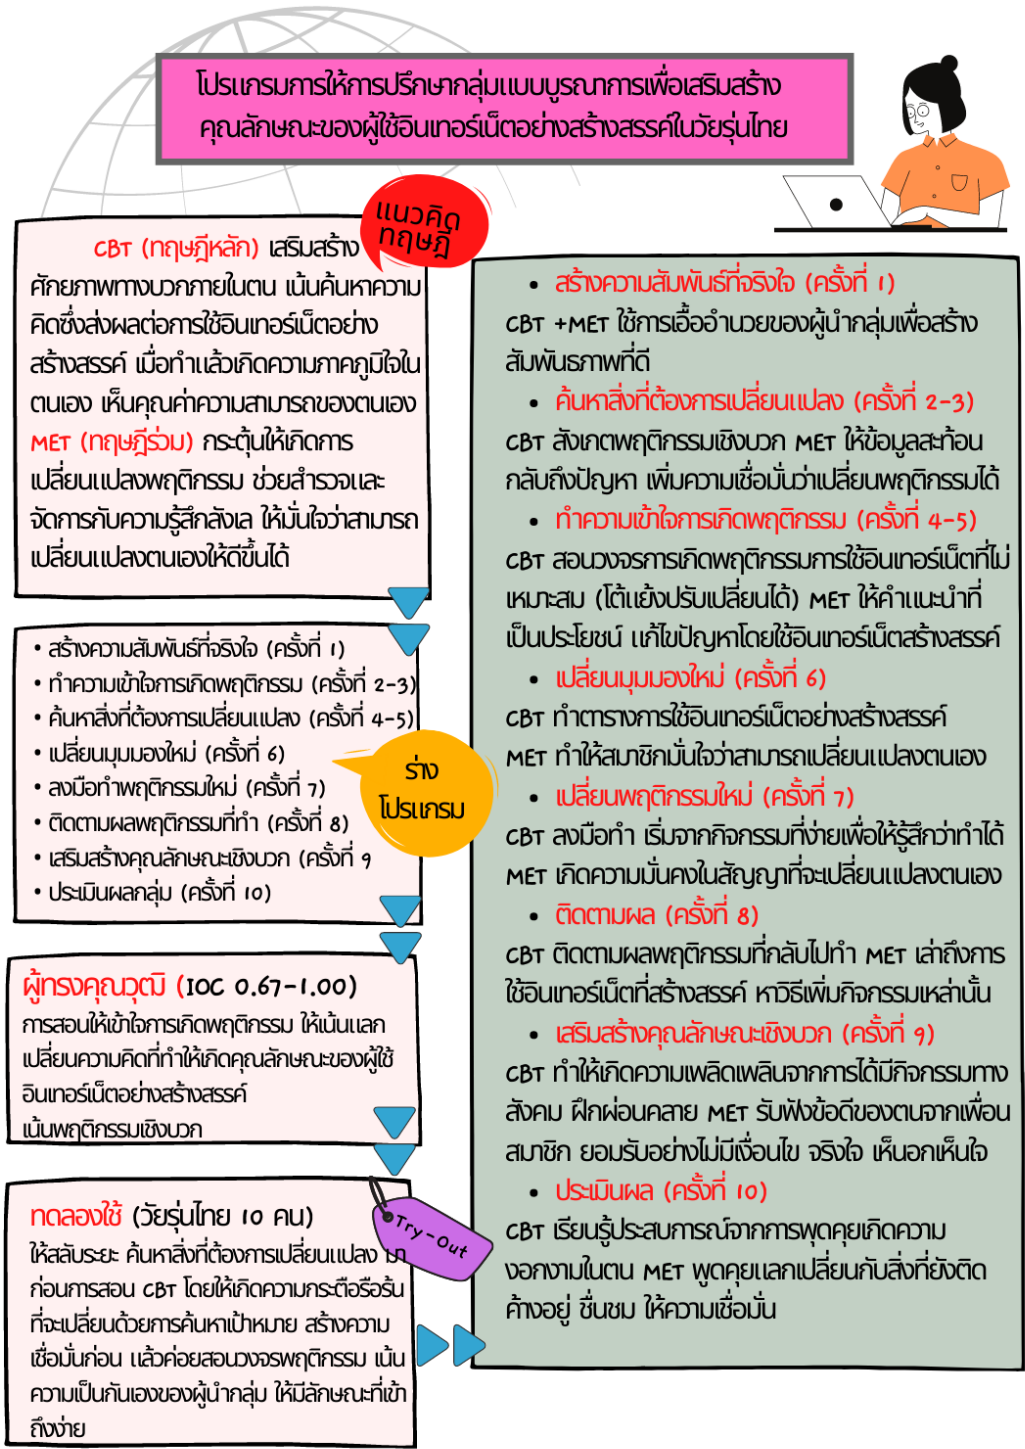 โปรแกรมการให้การปรึกษากลุ่มแบบบูรณาการเพื่อเสริมสร้าง
คุณลักษณะของผู้ใช้อินเทอร์เน็ตอย่างสร้างสรรค์ในวัยรุ่นไทย
แนวคิด
ทฤษฎี
CBT (ทฤษฎีหลัก) เสริมสร้าง
ศักยภาพทางบวกภายในตน เน้นค้นหาความ
คิดซึ่งส่งผลต่อการใช้อินเทอร์เน็ตอย่าง
สร้างสรรค์ เมื่อทำแล้วเกิดความภาคภูมิใจใน
ตนเอง เห็นคุณค่าความสามารถของตนเอง
MET (ทฤษฎีร่วม) กระตุ้นให้เกิดการ
เปลี่ยนแปลงพฤติกรรม ช่วยสำรวจและ
จัดการกับความรู้สึกลังเล ให้มั่นใจว่าสามารถ
เปลี่ยนแปลงตนเองให้ดีขึ้นได้
• สร้างความสัมพันธ์ที่จริงใจ (ครั้งที่ 1)
• ทำความเข้าใจการเกิดพฤติกรรม (ครั้งที่ 2-3)
• ค้นหาสิ่งที่ต้องการเปลี่ยนแปลง (ครั้งที่ 4-5)
• เปลี่ยนมุมมองใหม่ (ครั้งที่ 6)
• ลงมือทำพฤติกรรมใหม่ (ครั้งที่ 7)
• ติดตามผลพฤติกรรมที่ทำ (ครั้งที่ 8)
• เสริมสร้างคุณลักษณะเชิงบวก (ครั้งที่ 9
• ประเมินผลกลุ่ม (ครั้งที่ 10)
ร่าง
โปรแกรม
ผู้ทรงคุณวุฒิ (IOC 0.67-1.00)
การสอนให้เข้าใจการเกิดพฤติกรรม ให้เน้นแลก
เปลี่ยนความคิดที่ทำให้เกิดคุณลักษณะของผู้ใช้
อินเทอร์เน็ตอย่างสร้างสรรค์
เน้นพฤติกรรมเชิงบวก
ทดลองใช้ (วัยรุ่นไทย 10 คน)
Try-Out
ให้สลับระยะ ค้นหาสิ่งที่ต้องการเปลี่ยนแปลง มา
ก่อนการสอน CBT โดยให้เกิดความกระตือรือร้น
ที่จะเปลี่ยนด้วยการค้นหาเป้าหมาย สร้างความ
เชื่อมั่นก่อน แล้วค่อยสอนวงจรพฤติกรรม เน้น
ความเป็นกันเองของผู้นำกลุ่ม ให้มีลักษณะที่เข้า
ถึงง่าย
• สร้างความสัมพันธ์ที่จริงใจ (ครั้งที่ 1)
CBT +MET ใช้การเอื้ออำนวยของผู้นำกลุ่มเพื่อสร้าง
สัมพันธภาพที่ดี
• ค้นหาสิ่งที่ต้องการเปลี่ยนแปลง (ครั้งที่ 2-3)
CBT สังเกตพฤติกรรมเชิงบวก MET ให้ข้อมูลสะท้อน
กลับถึงปัญหา เพิ่มความเชื่อมั่นว่าเปลี่ยนพฤติกรรมได้
• ทำความเข้าใจการเกิดพฤติกรรม (ครั้งที่ 4-5)
CBT สอนวงจรการเกิดพฤติกรรมการใช้อินเทอร์เน็ตที่ไม่
เหมาะสม (โต้แย้งปรับเปลี่ยนได้) MET ให้คำแนะนำที่
เป็นประโยชน์ แก้ไขปัญหาโดยใช้อินเทอร์เน็ตสร้างสรรค์
• เปลี่ยนมุมมองใหม่ (ครั้งที่ 6)
CBT ทำตารางการใช้อินเทอร์เน็ตอย่างสร้างสรรค์
MET ทำให้สมาชิกมั่นใจว่าสามารถเปลี่ยนแปลงตนเอง
• เปลี่ยนพฤติกรรมใหม่ (ครั้งที่ 7)
CBT ลงมือทำ เริ่มจากกิจกรรมที่ง่ายเพื่อให้รู้สึกว่าทำได้
MET เกิดความมั่นคงในสัญญาที่จะเปลี่ยนแปลงตนเอง
• ติดตามผล (ครั้งที่ 8)
CBT ติดตามผลพฤติกรรมที่กลับไปทำ MET เล่าถึงการ
ใช้อินเทอร์เน็ตที่สร้างสรรค์ หาวิธีเพิ่มกิจกรรมเหล่านั้น
• เสริมสร้างคุณลักษณะเชิงบวก (ครั้งที่ 9)
CBT ทำให้เกิดความเพลิดเพลินจากการได้มีกิจกรรมทาง
สังคม ฝึกผ่อนคลาย MET รับฟังข้อดีของตนจากเพื่อน
สมาชิก ยอมรับอย่างไม่มีเงื่อนไข จริงใจ เห็นอกเห็นใจ
• ประเมินผล (ครั้งที่ 10)
CBT เรียนรู้ประสบการณ์จากการพูดคุยเกิดความ
งอกงามในตน MET พูดคุยแลกเปลี่ยนกับสิ่งที่ยังติด
ค้างอยู่ ชื่นชม ให้ความเชื่อมั่น